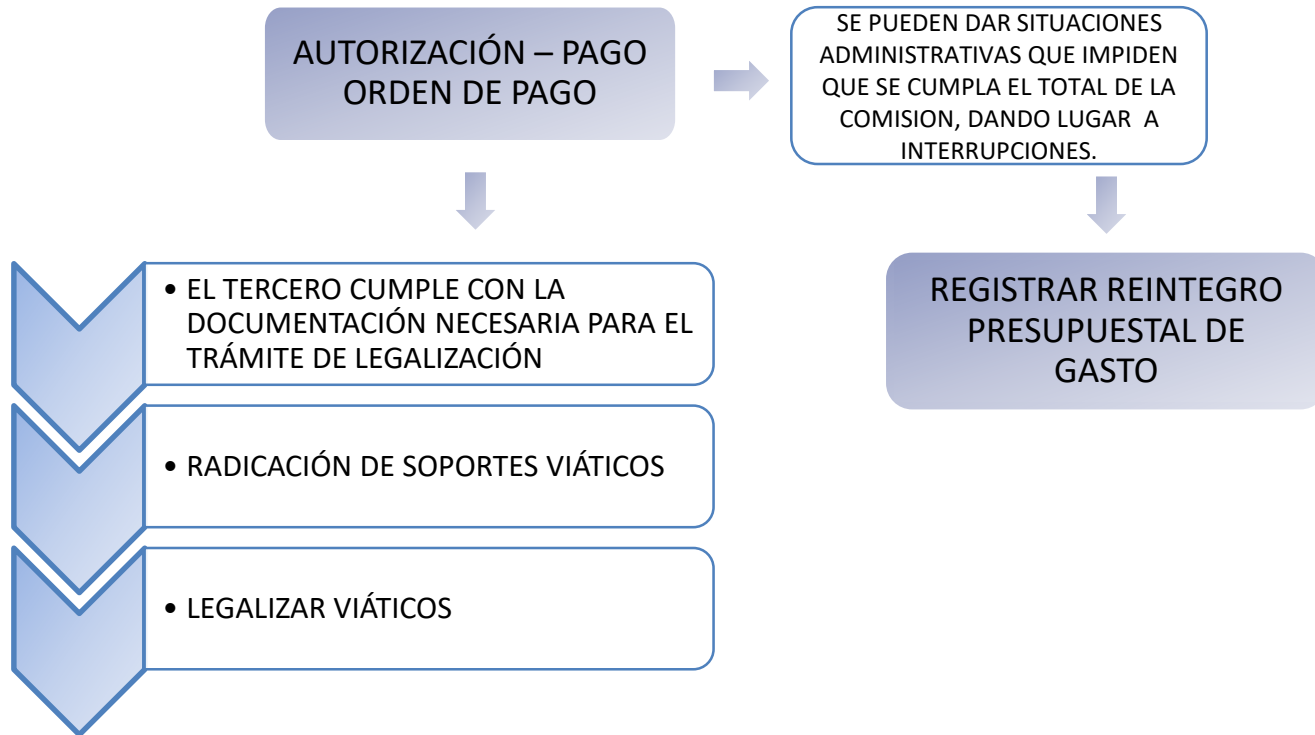 AUTORIZACIÓN – PAGO
ORDEN DE PAGO
SE PUEDEN DAR SITUACIONES
ADMINISTRATIVAS QUE IMPIDEN
QUE SE CUMPLA EL TOTAL DE LA
COMISION, DANDO LUGAR A
INTERRUPCIONES.
• EL TERCERO CUMPLE CON LA
DOCUMENTACIÓN NECESARIA PARA EL
TRÁMITE DE LEGALIZACIÓN
REGISTRAR REINTEGRO
PRESUPUESTAL DE
GASTO
• RADICACIÓN DE SOPORTES VIÁTICOS
• LEGALIZAR VIÁTICOS